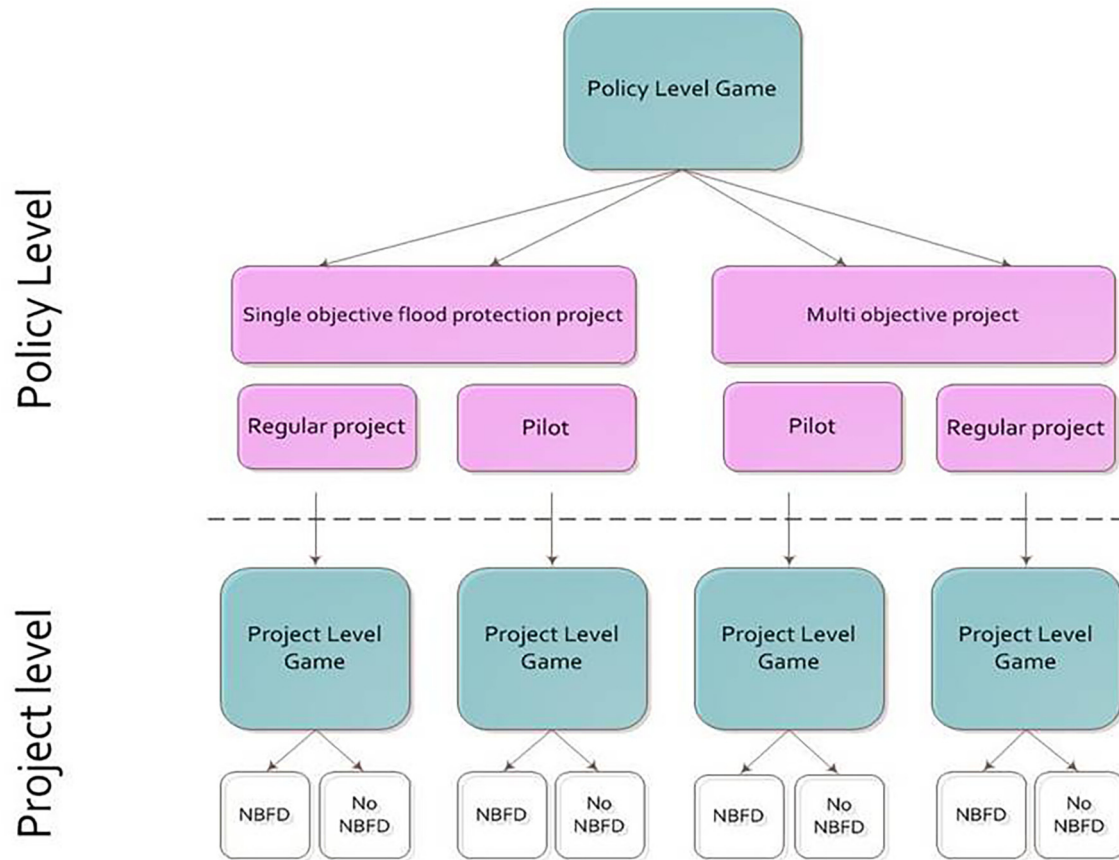 Policy Level
Policy Level Game
Single objective flood protection project
Multi objective project
Regular project
Pilot
Pilot
Regular project
Project level
Project Level
Game
Project Level
Game
Project Level
Game
Project Level
Game
NBFD
No
NBFD
NBFD
No
NBFD
NBFD
No
NBFD
NBFD
No
NBFD